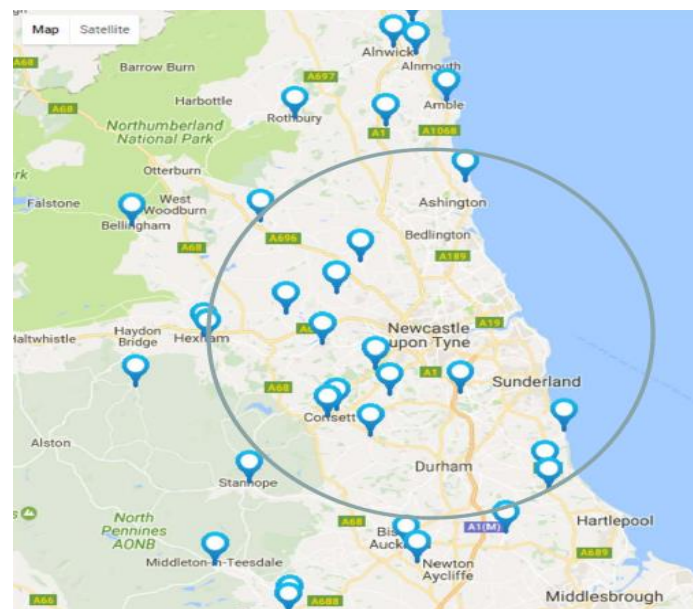 Map Satellite
Alnwick
Alnmouth
A68
Barrow Burn
A697
Harbottle
Rothbury
Amble
A68
A1
A1068
Northumberland
National Park
Otterburn
Falstone
West
Woodburn
Bellingham
Ashington
A696
Bedlington
A68
A189
Haltwhistle
Haydon
Bridge
Hexham
Newcastle
upon Tyne
A19
A68
A1
Sunderland
Consett
Alston
Durham
Stanhope
North
Pennines
AONB
A68
A1(M)
Hartlepool
A689
Middleton-in-Teesdale
Newton
Aycliffe
A66
A688
Middlesbrough